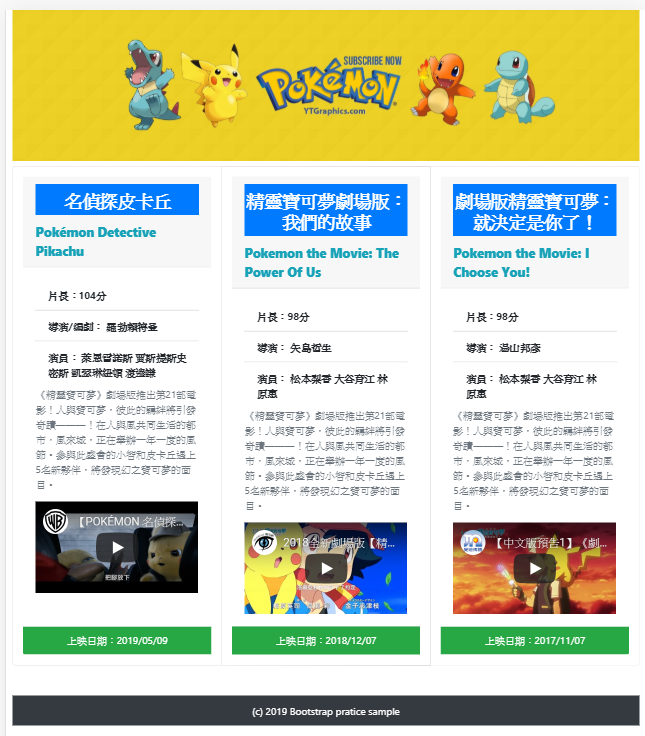 SUBSCRIBE NOW
POKéMON
YTGraphics.com
名偵探皮卡丘
Pokémon Detective
Pikachu
片長：104分
導演/編劇： 羅勃賴特曼
演員： 萊恩雷諾斯 賈斯提斯史
密斯 凱瑟琳紐頓 渡邊謙
《精靈寶可夢》劇場版推出第21部電
影！人與寶可夢，彼此的羈絆將引發
奇蹟———！在人與風共同生活的都
市，風來城，正在舉辦一年一度的風
節。參與此盛會的小智和皮卡丘遇上
5名新夥伴，將發現幻之寶可夢的面
目。
【POKÉMON 名偵探...
把腳放下
上映日期：2019/05/09
精靈寶可夢劇場版：
我們的故事
Pokemon the Movie: The
Power Of Us
片長：98分
導演： 矢島哲生
演員： 松本梨香 大谷育江 林
原惠
《精靈寶可夢》劇場版推出第21部電
影！人與寶可夢，彼此的羈絆將引發
奇蹟———！在人與風共同生活的都
市，風來城，正在舉辦一年一度的風
節。參與此盛會的小智和皮卡丘遇上
5名新夥伴，將發現幻之寶可夢的面
目。
2018全新劇場版【精...
上映日期：2018/12/07
劇場版精靈寶可夢：
就決定是你了！
Pokemon the Movie: I
Choose You!
片長：98分
導演： 湯山邦彥
演員： 松本梨香 大谷育江 林
原惠
《精靈寶可夢》劇場版推出第21部電
影！人與寶可夢，彼此的羈絆將引發
奇蹟———！在人與風共同生活的都
市，風來城，正在舉辦一年一度的風
節。參與此盛會的小智和皮卡丘遇上
5名新夥伴，將發現幻之寶可夢的面
目。
【中文版預告1】《劇...
上映日期：2017/11/07
(c) 2019 Bootstrap pratice sample